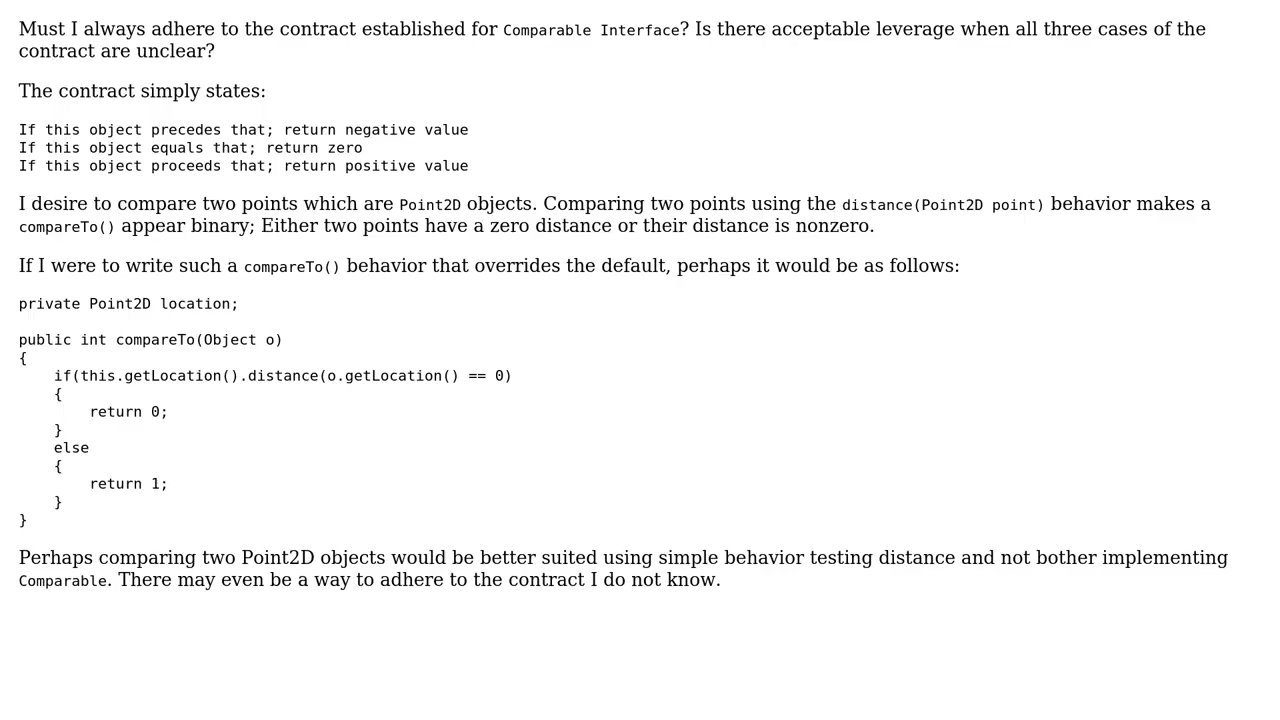 Must I always adhere to the contract established for Comparable Interface? Is there acceptable leverage when all three cases of the
contract are unclear?
The contract simply states:
If this object precedes that; return negative value
If this object equals that; return zero
If this object proceeds that; return positive value
I desire to compare two points which are Point2D objects. Comparing two points using the distance(Point2D point) behavior makes a
compareTo() appear binary; Either two points have a zero distance or their distance is nonzero.
If I were to write such a compareTo() behavior that overrides the default, perhaps it would be as follows:
private Point2D location;
public int compareTo(Object o)
{
    if(this.getLocation().distance(o.getLocation() == 0)
    {
        return 0;
    }
    else
    {
        return 1;
    }
}
Perhaps comparing two Point2D objects would be better suited using simple behavior testing distance and not bother implementing
Comparable. There may even be a way to adhere to the contract I do not know.